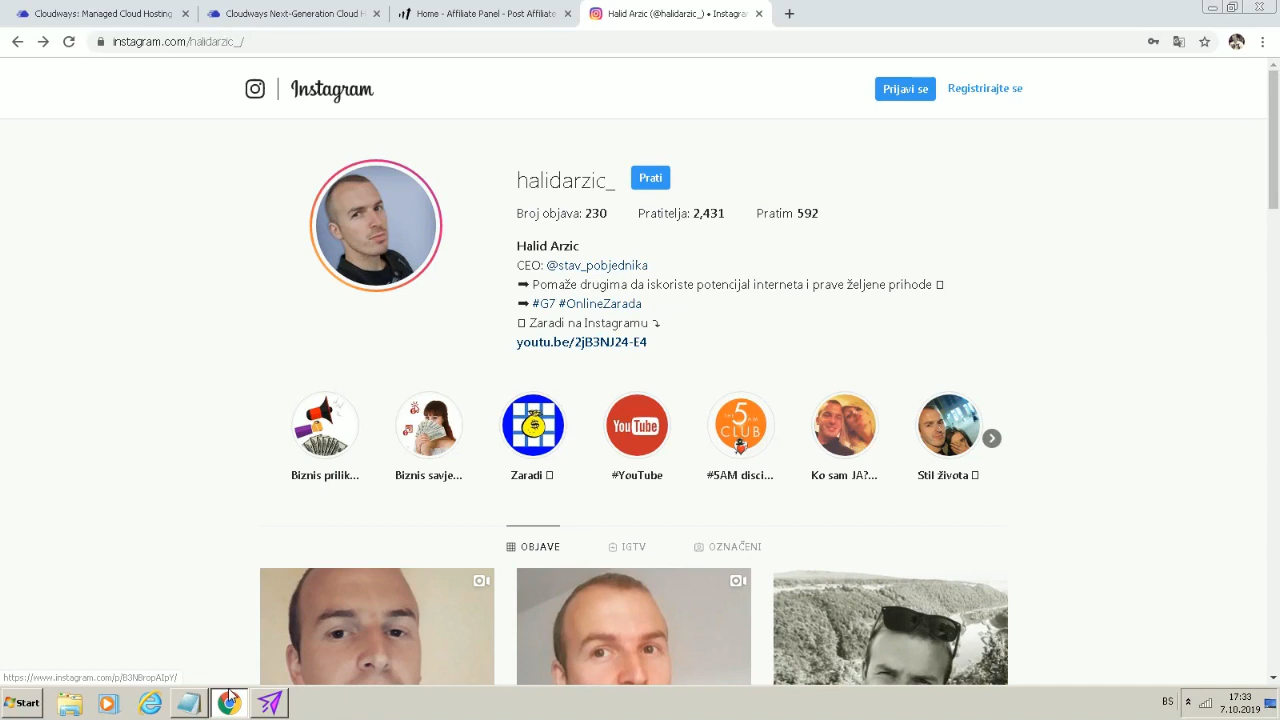 Cloudways: Managed Cloud Hosting
Cloudways: Next-Generation Cloud H
Home - Affiliate Panel - Post Affiliate
Halid Arzic (@halidarzic_) • Instagr
instagram.com/halidarzic_/
Instagram
Prijavi se
Registrirajte se
halidarzic_
Prati
Broj objava: 230 Pratitelja: 2,431 Pratim 592
Halid Arzic
CEO: @stav_pobjednika
➡ Pomaže drugima da iskoriste potencijal interneta i prave željene prihode
➡ #G7 #OnlineZarada
Zaradi na Instagramu ⤵
youtu.be/2jB3NJ24-E4
5
CLUB
YouTube
Biznis prilik...
Biznis savje...
Zaradi
#YouTube
#5AM disci...
Ko sam JA?...
Stil života
OBJAVE
IGTV
OZNAČENI
https://www.instagram.com/p/B3NBropAIpY/
Start
BS
17:33
7.10.2019